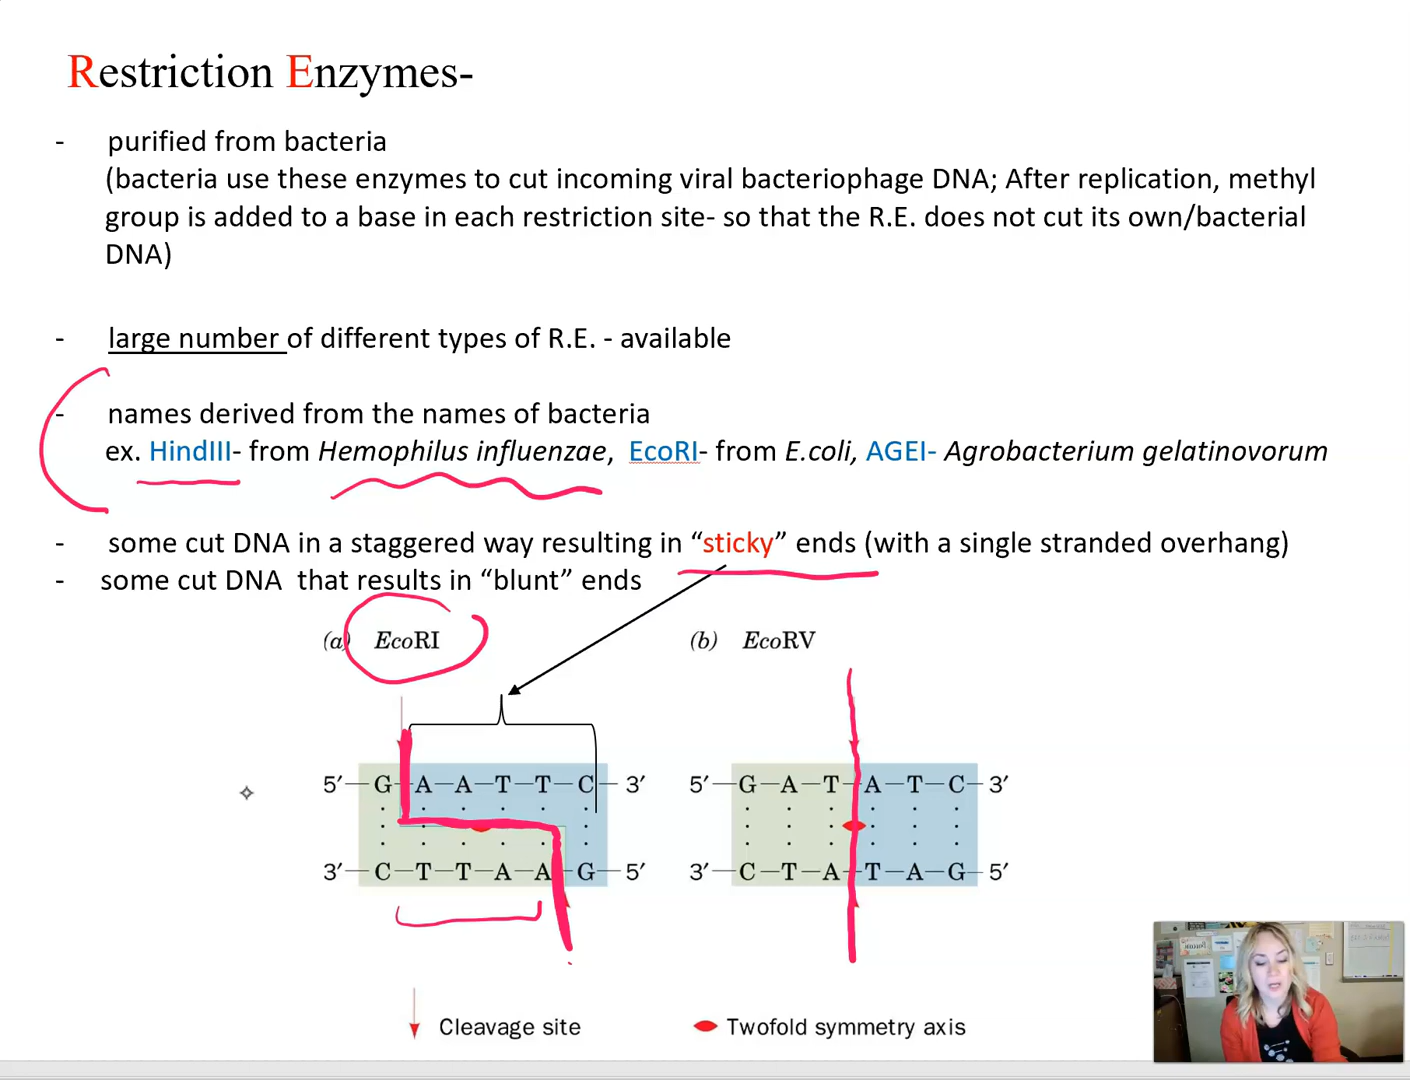 Restriction Enzymes-
- purified from bacteria
(bacteria use these enzymes to cut incoming viral bacteriophage DNA; After replication, methyl
group is added to a base in each restriction site- so that the R.E. does not cut its own/bacterial
DNA)
- large number of different types of R.E. - available
- names derived from the names of bacteria
ex. HindIII- from Hemophilus influenzae, EcoRI- from E.coli, AGEI- Agrobacterium gelatinovorum
- some cut DNA in a staggered way resulting in “sticky” ends (with a single stranded overhang)
- some cut DNA that results in “blunt” ends
(a) EcoRI
5′—G—A—A—T—T—C—3′
3′—C—T—T—A—A—G—5′
(b) EcoRV
5′—G—A—T—A—T—C—3′
3′—C—T—A—T—A—G—5′
Cleavage site
Twofold symmetry axis